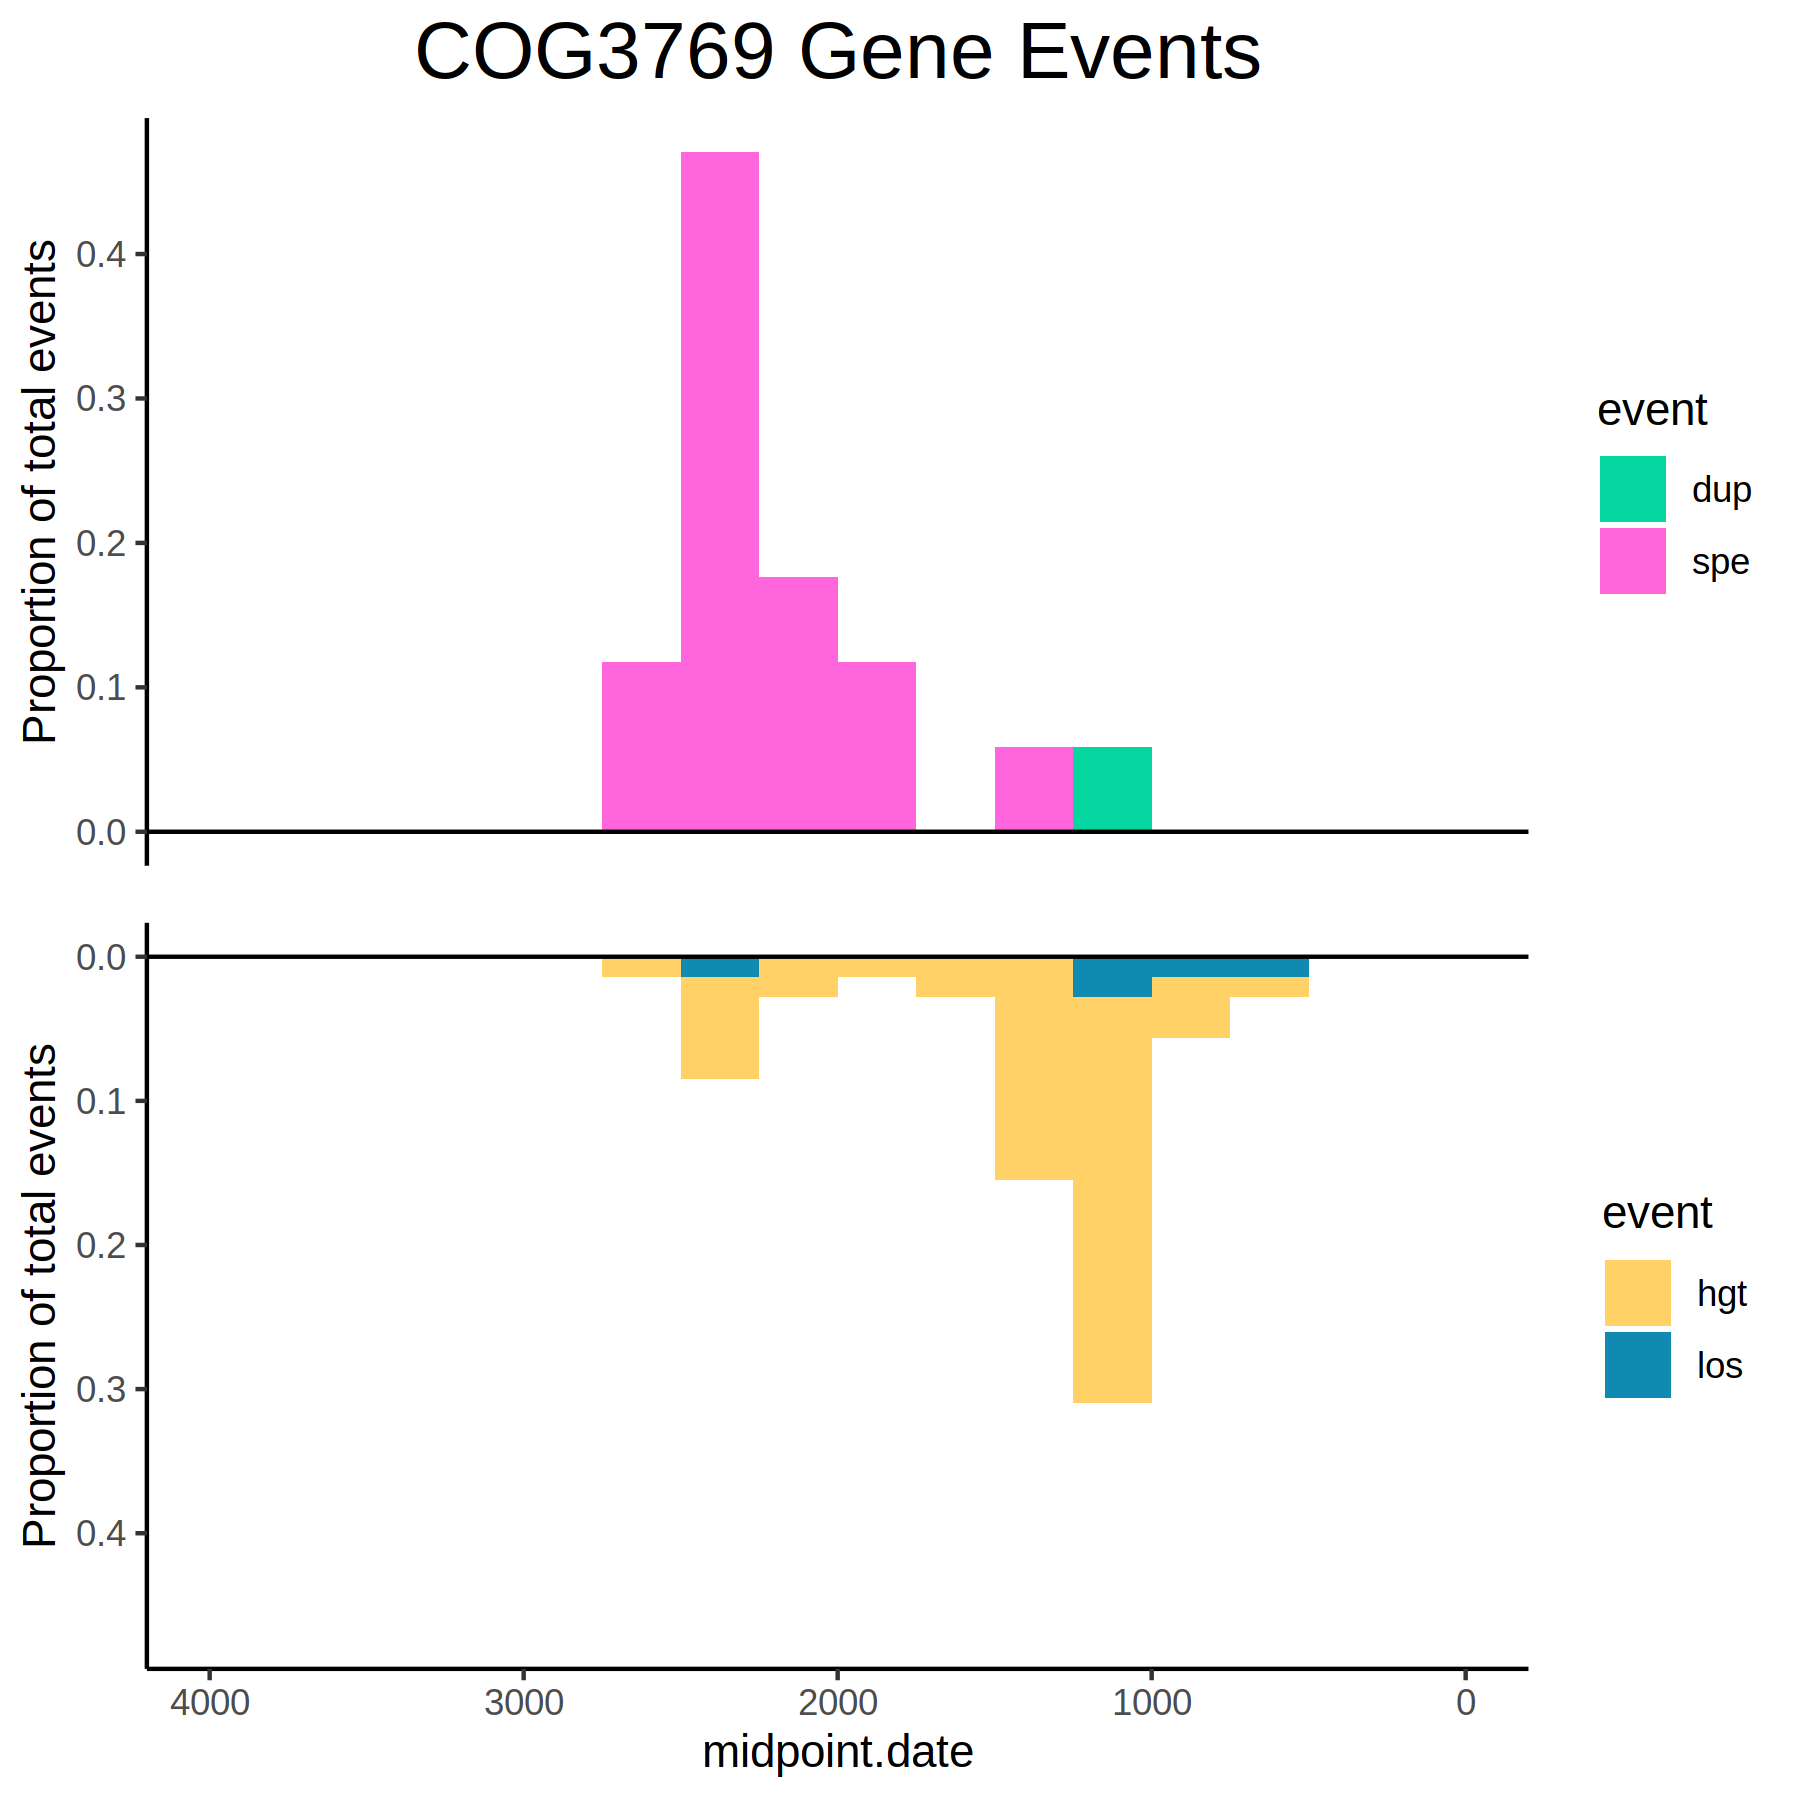 COG3769 Gene Events
Proportion of total events
0.4
0.3
0.2
0.1
0.0
event
dup
spe
Proportion of total events
0.0
0.1
0.2
0.3
0.4
event
hgt
los
4000 3000 2000 1000 0
midpoint.date